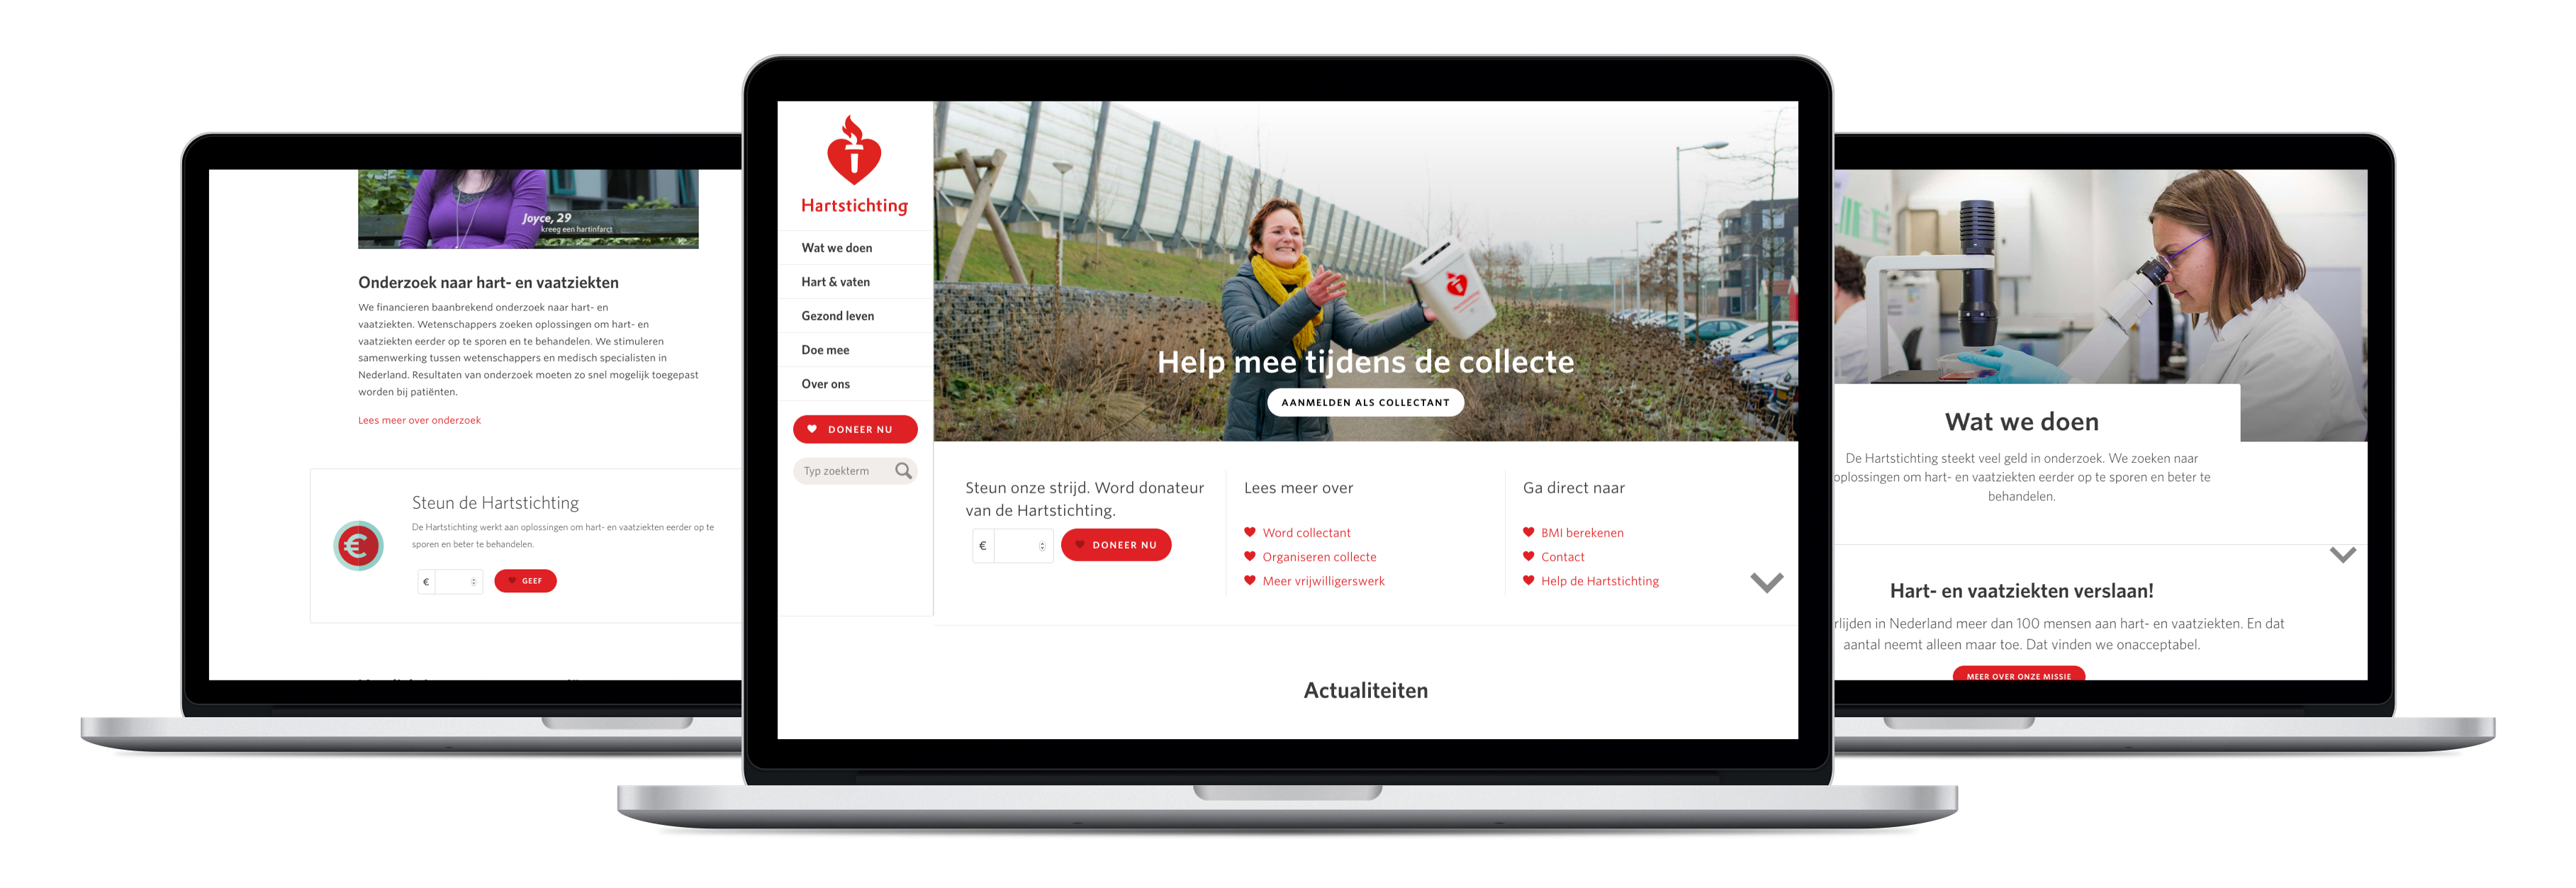 Joyce, 29
kreeg een hartinfarct
Onderzoek naar hart- en vaatziekten
We financieren baanbrekend onderzoek naar hart- en
vaatziekten. Wetenschappers zoeken oplossingen om hart- en
vaatziekten eerder op te sporen en te behandelen. We stimuleren
samenwerking tussen wetenschappers en medisch specialisten in
Nederland. Resultaten van onderzoek moeten zo snel mogelijk toegepast
worden bij patiënten.
Lees meer over onderzoek
Steun de Hartstichting
De Hartstichting werkt aan oplossingen om hart- en vaatziekten eerder op te
sporen en beter te behandelen.
€
€
GEEF
Hartstichting
Wat we doen
Hart & vaten
Gezond leven
Doe mee
Over ons
DONEER NU
Typ zoekterm
Help mee tijdens de collecte
AANMELDEN ALS COLLECTANT
Steun onze strijd. Word donateur
van de Hartstichting.
€
DONEER NU
Lees meer over
Word collectant
Organiseren collecte
Meer vrijwilligerswerk
Ga direct naar
BMI berekenen
Contact
Help de Hartstichting
Actualiteiten
Wat we doen
De Hartstichting steekt veel geld in onderzoek. We zoeken naar
oplossingen om hart- en vaatziekten eerder op te sporen en beter te
behandelen.
Hart- en vaatziekten verslaan!
rlijden in Nederland meer dan 100 mensen aan hart- en vaatziekten. En dat
aantal neemt alleen maar toe. Dat vinden we onacceptabel.
MEER OVER ONZE MISSIE